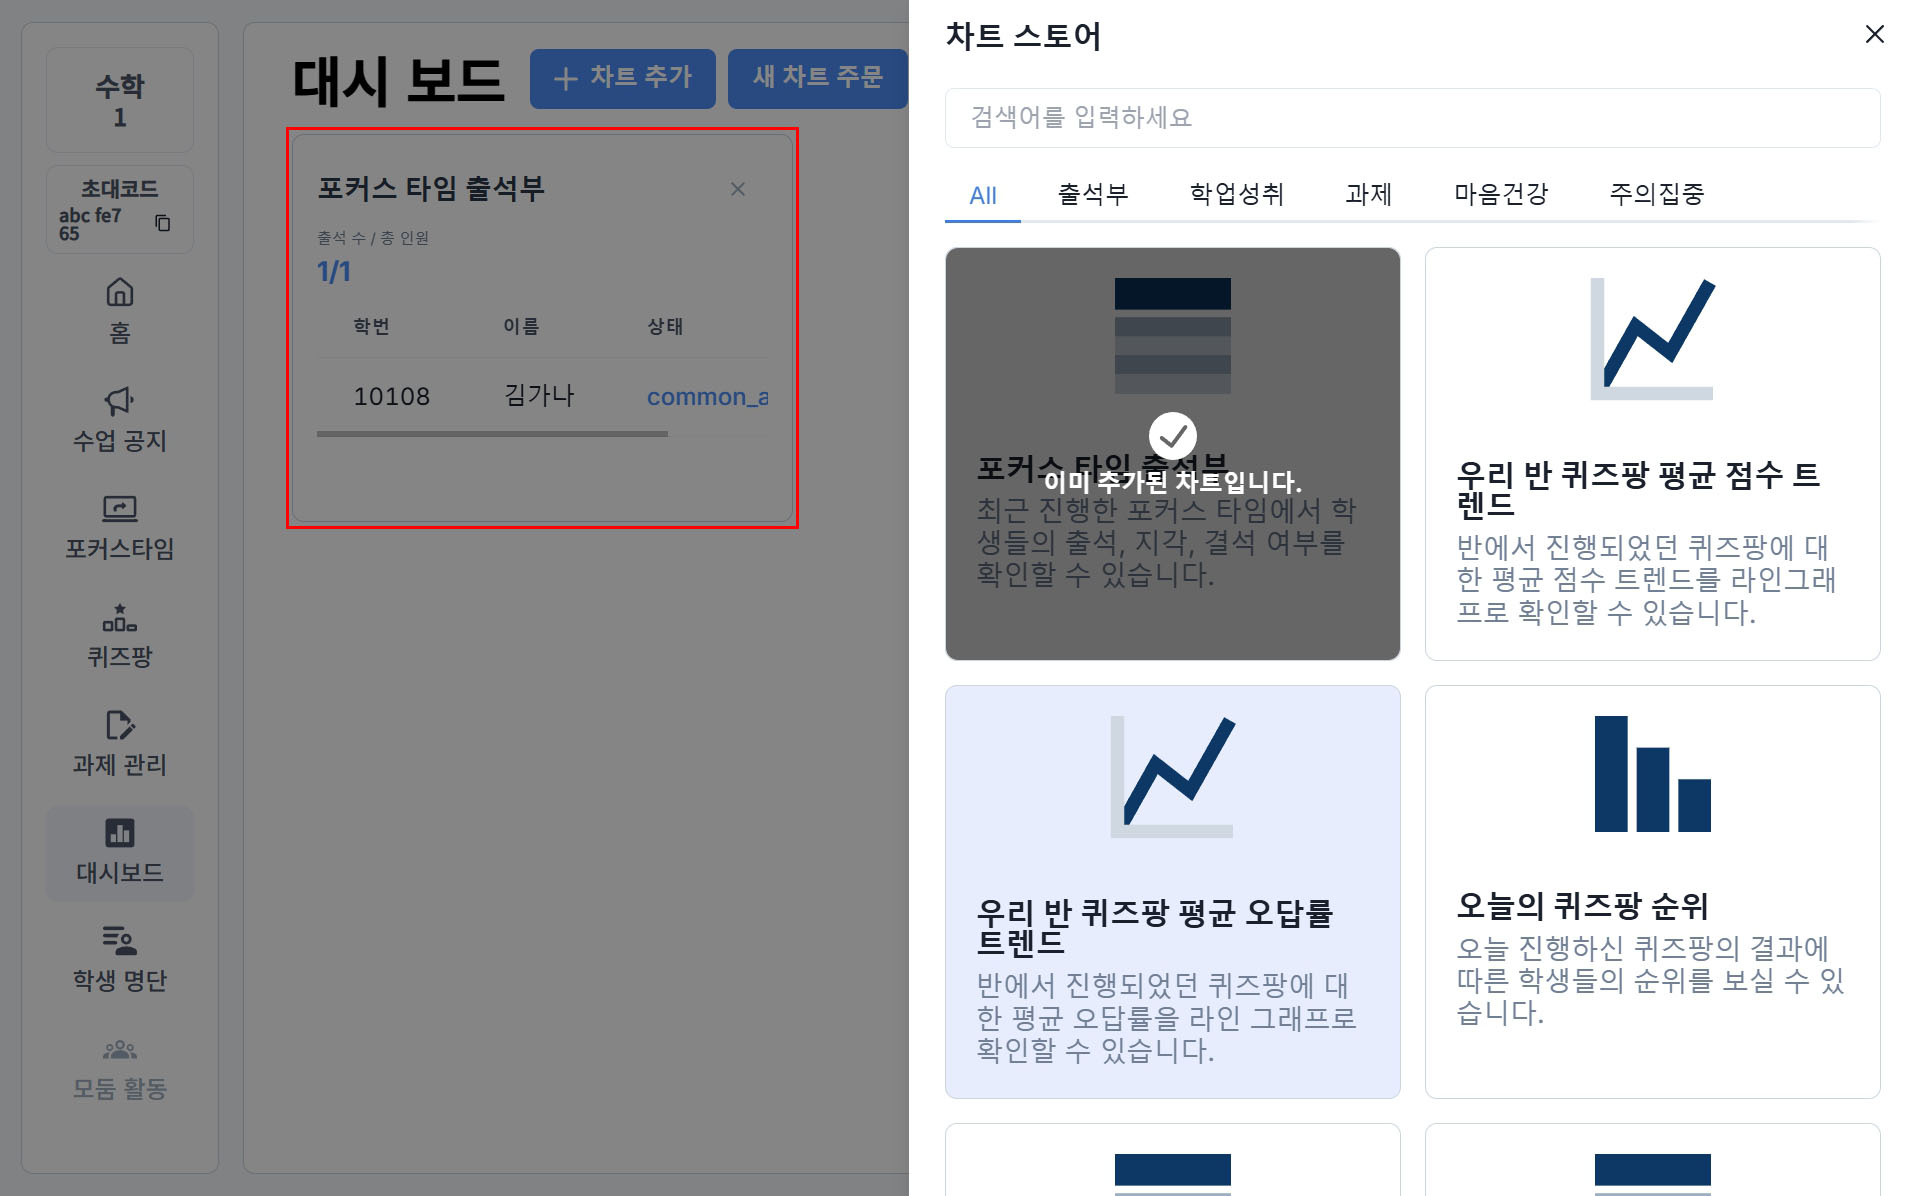 수학
1
초대코드
abc fe7
65
홈
수업 공지
포커스타임
퀴즈팡
과제 관리
대시보드
학생 명단
모둠 활동
대시 보드
차트 추가
새 차트 주문
포커스 타임 출석부
출석 수 / 총 인원
1/1
학번 이름 상태
10108 김가나 common_a
차트 스토어
검색어를 입력하세요
All 출석부 학업성취 과제 마음건강 주의집중
포커스 타임 출석부
이미 추가된 차트입니다.
최근 진행한 포커스 타임에서 학
생들의 출석, 지각, 결석 여부를
확인할 수 있습니다.
우리 반 퀴즈팡 평균 점수 트
렌드
반에서 진행되었던 퀴즈팡에 대
한 평균 점수 트렌드를 라인그래
프로 확인할 수 있습니다.
우리 반 퀴즈팡 평균 오답률
트렌드
반에서 진행되었던 퀴즈팡에 대
한 평균 오답률을 라인 그래프로
확인할 수 있습니다.
오늘의 퀴즈팡 순위
오늘 진행하신 퀴즈팡의 결과에
따른 학생들의 순위를 보실 수 있
습니다.